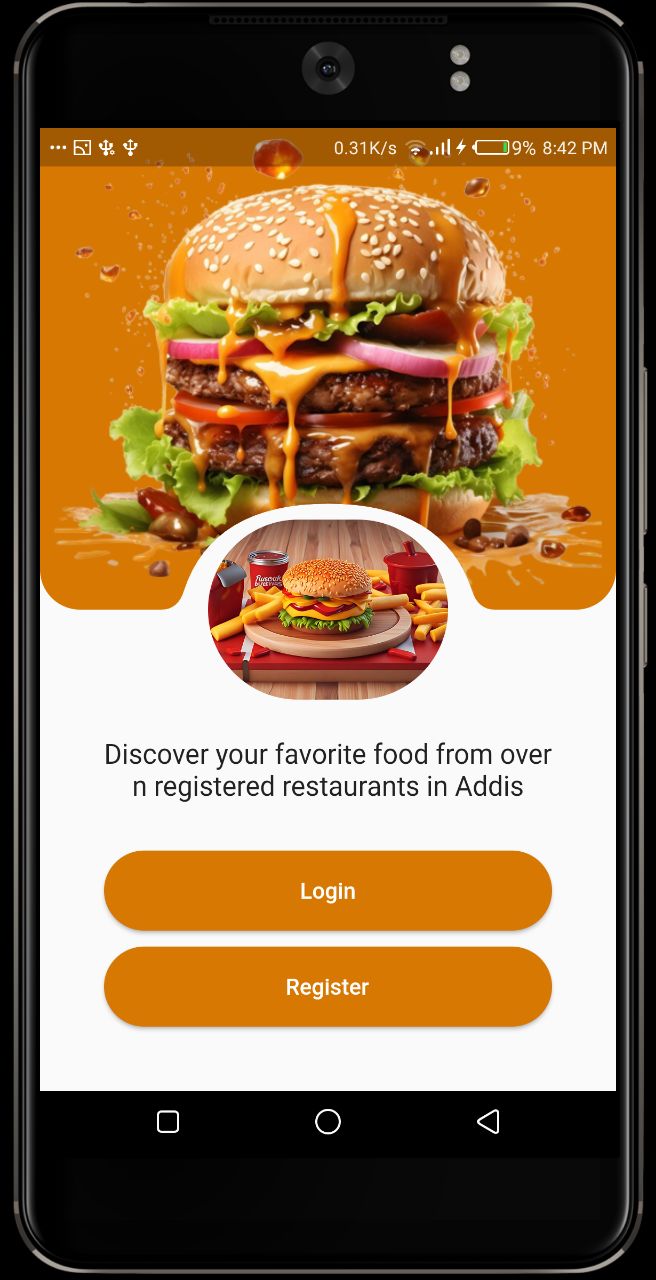 0.31K/s 9% 8:42 PM
Discover your favorite food from over
n registered restaurants in Addis
Login
Register